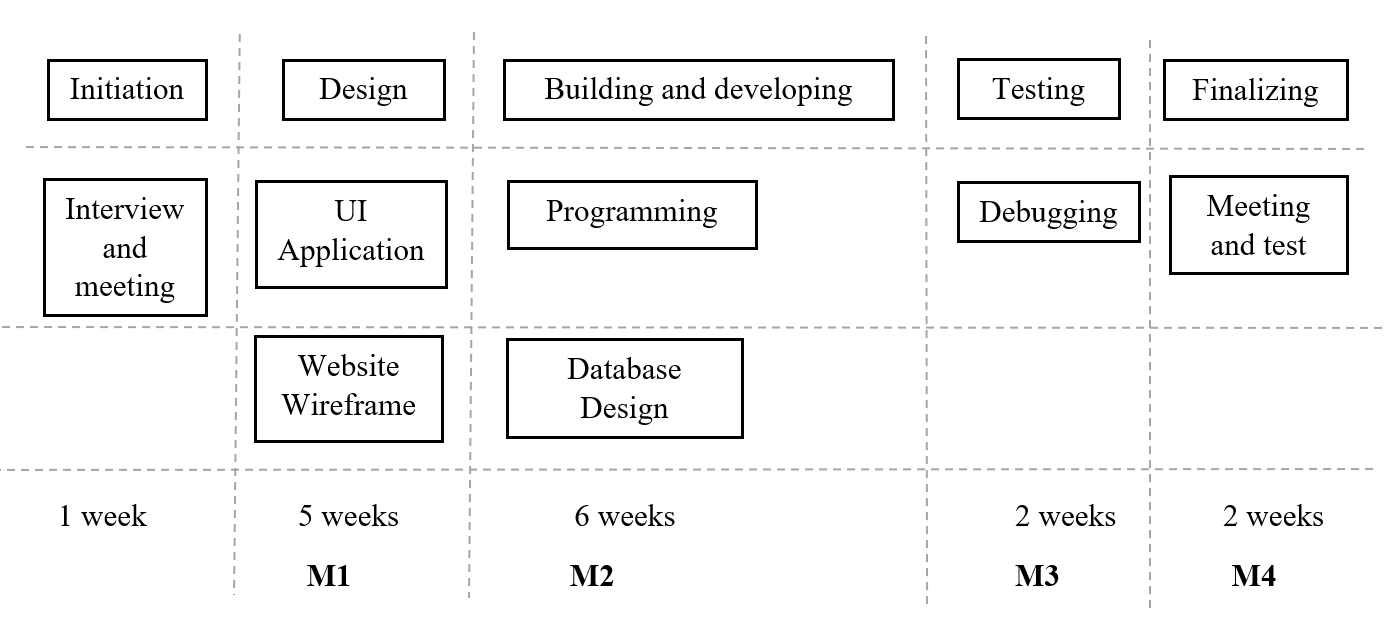 Initiation
Design
Building and developing
Testing
Finalizing
Interview
and
meeting
UI
Application
Programming
Debugging
Meeting
and test
Website
Wireframe
Database
Design
1 week
5 weeks
6 weeks
2 weeks
2 weeks
M1
M2
M3
M4